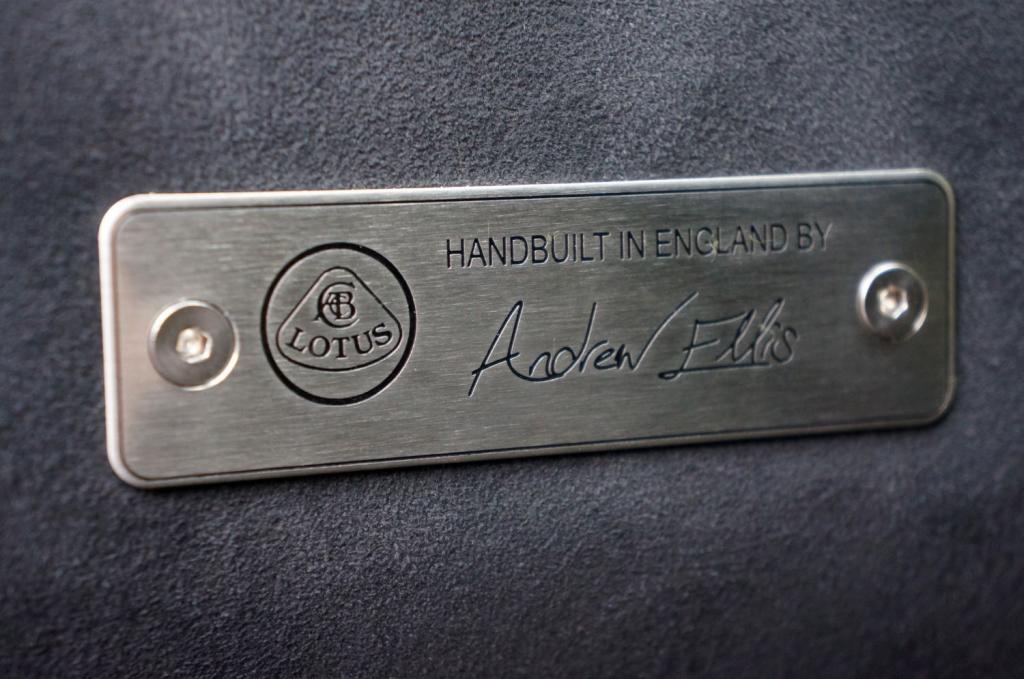 ACBC
LOTUS
HANDBUILT IN ENGLAND BY
Andrew Ellis